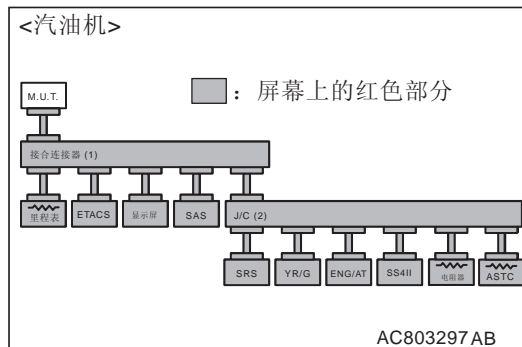 <汽油机>
M.U.T.
：屏幕上的红色部分
接合连接器 (1)
里程表 ETACS 显示屏 SAS J/C (2)
SRS YR/G ENG/AT SS4II 电阻器 ASTC
AC803297AB